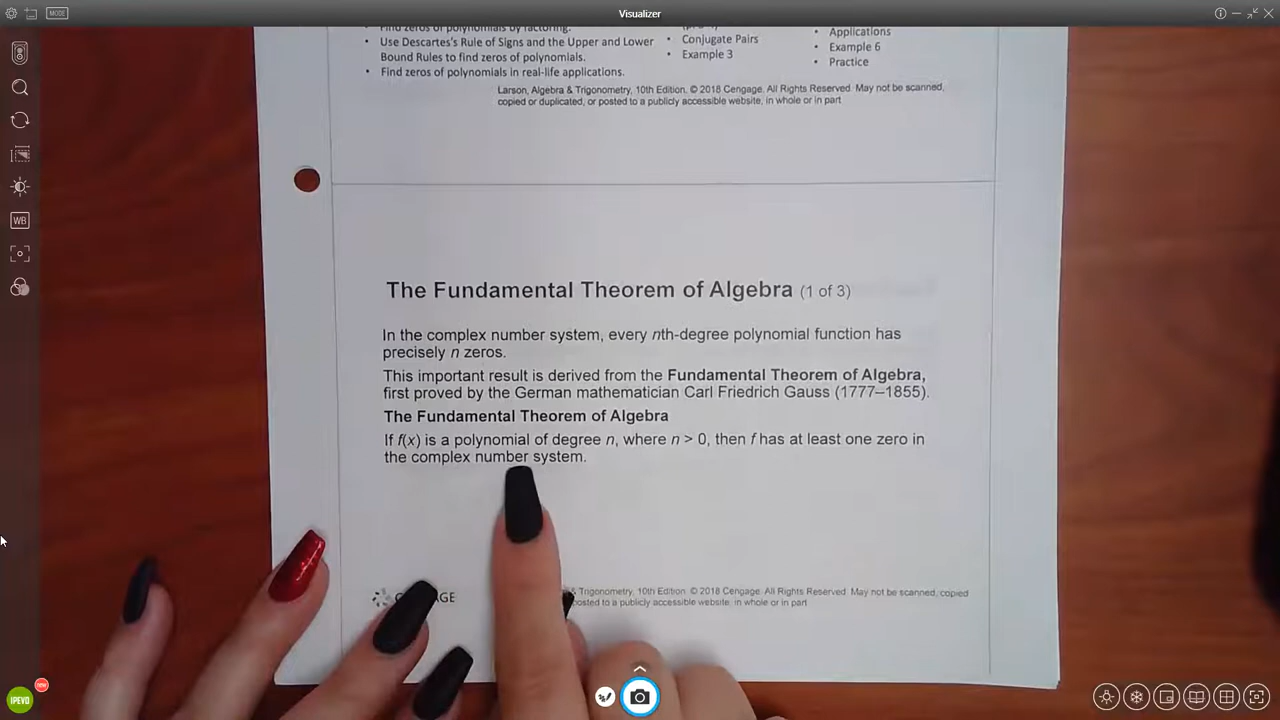 MODE
Visualizer
Find zeros of polynomials by factoring.
• Use Descartes's Rule of Signs and the Upper and Lower
Bound Rules to find zeros of polynomials.
• Find zeros of polynomials in real-life applications.
• Conjugate Pairs
• Example 3
Applications
• Example 6
• Practice
Larson, Algebra & Trigonometry, 10th Edition. © 2018 Cengage. All Rights Reserved. May not be scanned,
copied or duplicated, or posted to a publicly accessible website, in whole or in part
WB
The Fundamental Theorem of Algebra (1 of 3)
In the complex number system, every nth-degree polynomial function has
precisely n zeros.
This important result is derived from the Fundamental Theorem of Algebra,
first proved by the German mathematician Carl Friedrich Gauss (1777–1855).
The Fundamental Theorem of Algebra
If f(x) is a polynomial of degree n, where n > 0, then f has at least one zero in
the complex number system.
& Trigonometry, 10th Edition. © 2018 Cengage. All Rights Reserved. May not be scanned, copied
posted to a publicly accessible website, in whole or in part
IPEVO
new